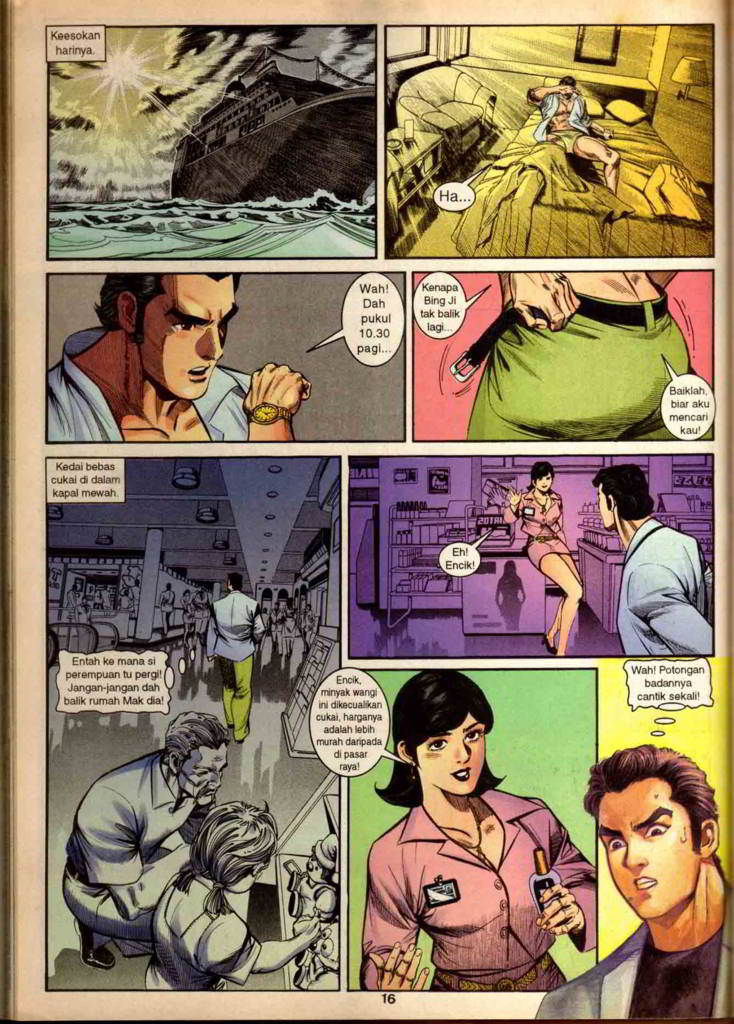 Keesokan
harinya.
Ha...
Wah!
Dah
pukul
10.30
pagi...
Kenapa
Bing Ji
tak balik
lagi...
Baiklah,
biar aku
mencari
kau!
Kedai bebas
cukai di dalam
kapal mewah.
Entah ke mana si
perempuan tu pergi!
Jangan-jangan dah
balik rumah Mak dia!
Eh!
Encik!
Encik,
minyak wangi
ini dikecualikan
cukai, harganya
adalah lebih
murah daripada
di pasar
raya!
Wah! Potongan
badannya
cantik sekali!
16